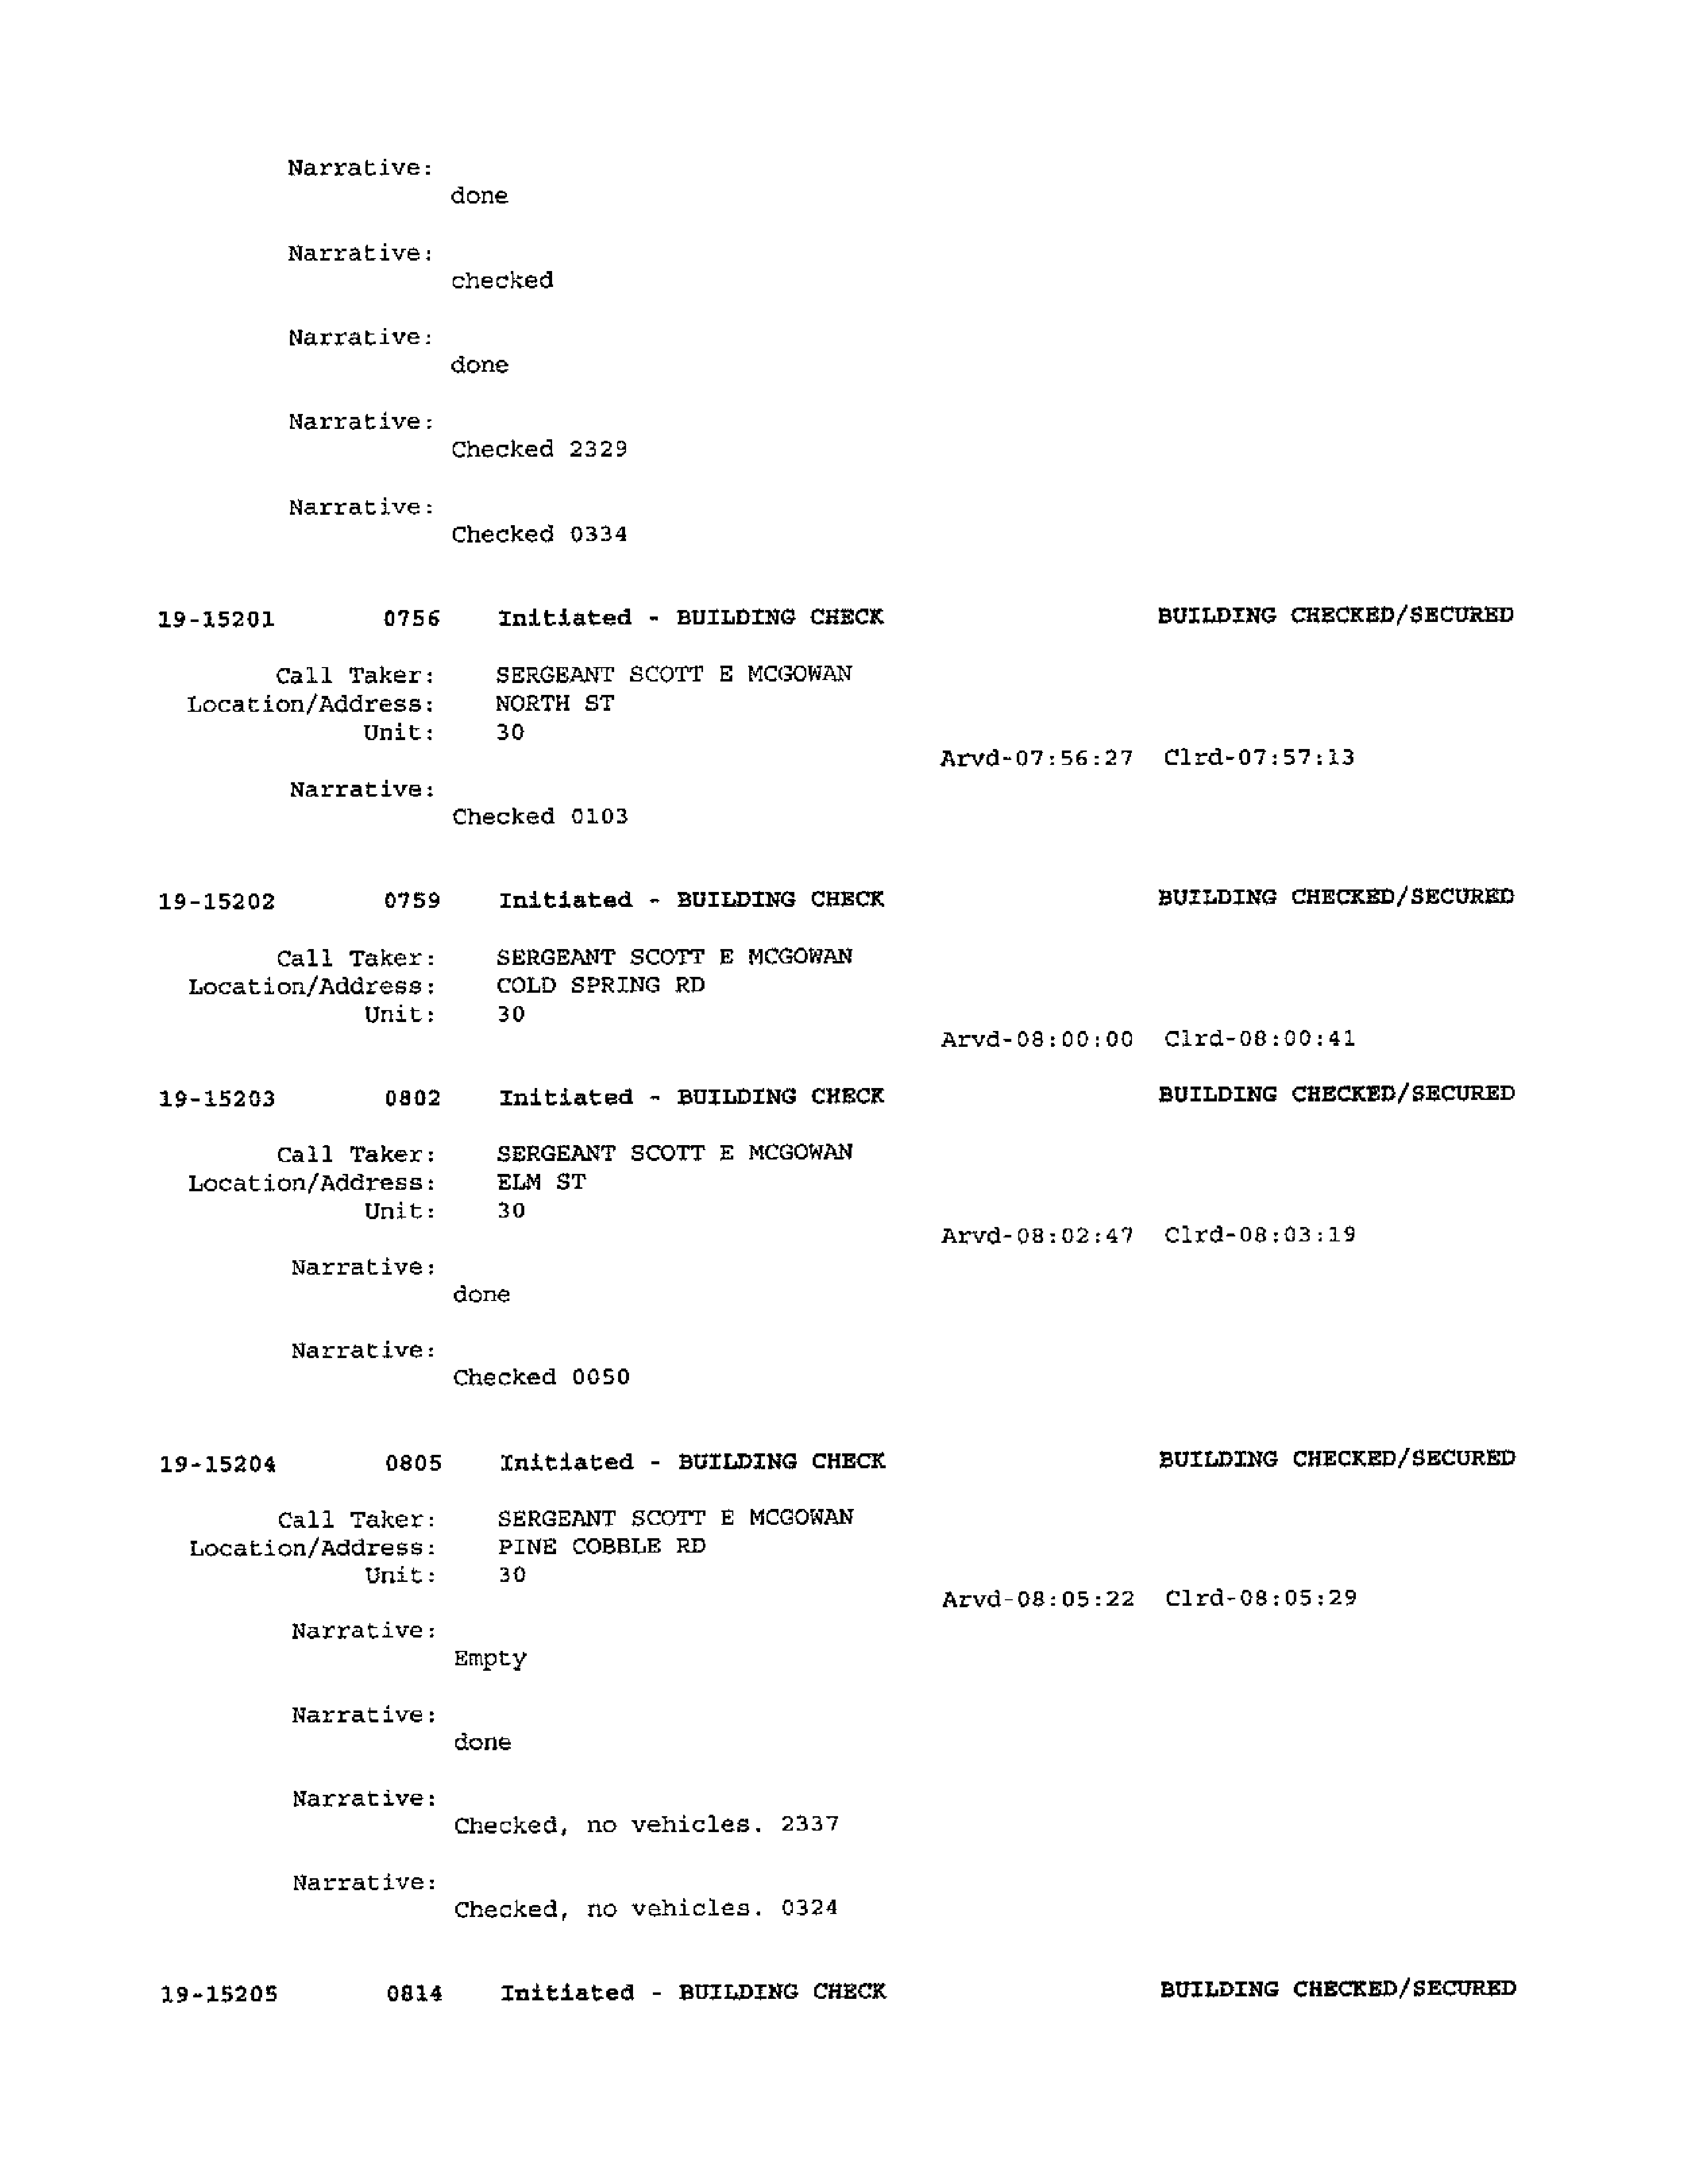 Narrative:
done
Narrative:
checked
Narrative:
done
Narrative:
Checked 2329
Narrative:
Checked 0334
19-15201 0756 Initiated - BUILDING CHECK BUILDING CHECKED/SECURED
Call Taker: SERGEANT SCOTT E MCGOWAN
Location/Address: NORTH ST
Unit: 30
Arvd-07:56:27 Clrd-07:57:13
Narrative:
Checked 0103
19-15202 0759 Initiated - BUILDING CHECK BUILDING CHECKED/SECURED
Call Taker: SERGEANT SCOTT E MCGOWAN
Location/Address: COLD SPRING RD
Unit: 30
Arvd-08:00:00 Clrd-08:00:41
19-15203 0802 Initiated - BUILDING CHECK BUILDING CHECKED/SECURED
Call Taker: SERGEANT SCOTT E MCGOWAN
Location/Address: ELM ST
Unit: 30
Arvd-08:02:47 Clrd-08:03:19
Narrative:
done
Narrative:
Checked 0050
19-15204 0805 Initiated - BUILDING CHECK BUILDING CHECKED/SECURED
Call Taker: SERGEANT SCOTT E MCGOWAN
Location/Address: PINE COBBLE RD
Unit: 30
Arvd-08:05:22 Clrd-08:05:29
Narrative:
Empty
Narrative:
done
Narrative:
Checked, no vehicles. 2337
Narrative:
Checked, no vehicles. 0324
19-15205 0814 Initiated - BUILDING CHECK BUILDING CHECKED/SECURED